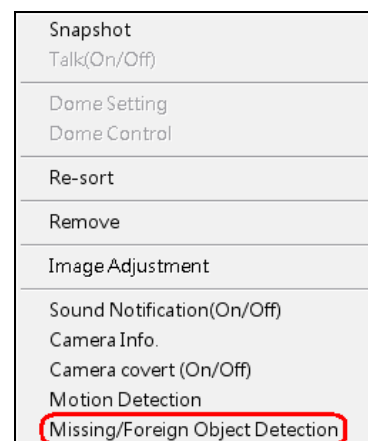 Snapshot
Talk(On/Off)
Dome Setting
Dome Control
Re-sort
Remove
Image Adjustment
Sound Notification(On/Off)
Camera Info.
Camera covert (On/Off)
Motion Detection
Missing/Foreign Object Detection